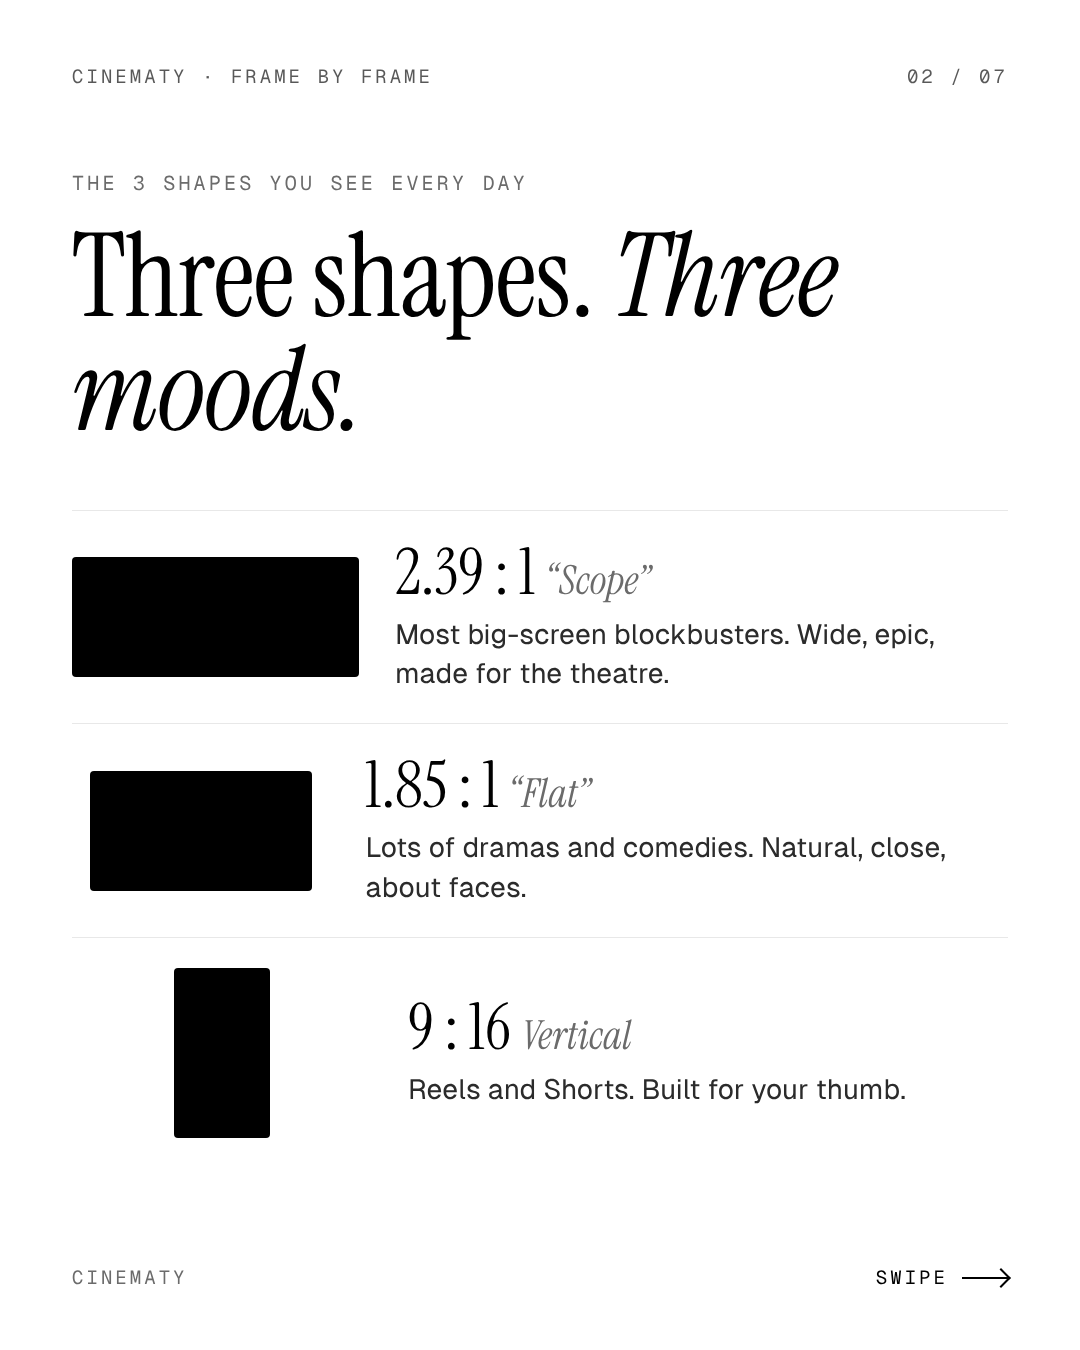 CINEMATY · FRAME BY FRAME
02 / 07
THE 3 SHAPES YOU SEE EVERY DAY
Three shapes. Three
moods.
2.39 : 1 “Scope”
Most big-screen blockbusters. Wide, epic,
made for the theatre.
1.85 : 1 “Flat”
Lots of dramas and comedies. Natural, close,
about faces.
9 : 16 Vertical
Reels and Shorts. Built for your thumb.
CINEMATY
SWIPE